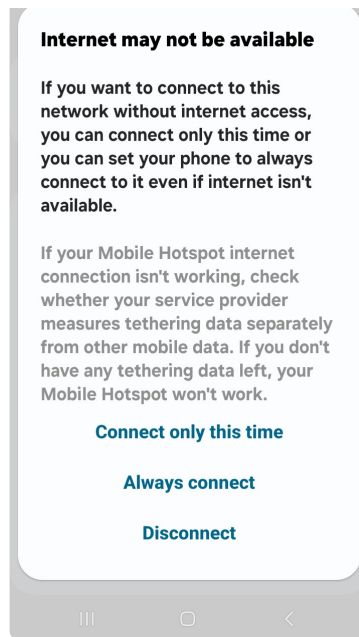 Internet may not be available
If you want to connect to this
network without internet access,
you can connect only this time or
you can set your phone to always
connect to it even if internet isn't
available.
If your Mobile Hotspot internet
connection isn't working, check
whether your service provider
measures tethering data separately
from other mobile data. If you don't
have any tethering data left, your
Mobile Hotspot won't work.
Connect only this time
Always connect
Disconnect